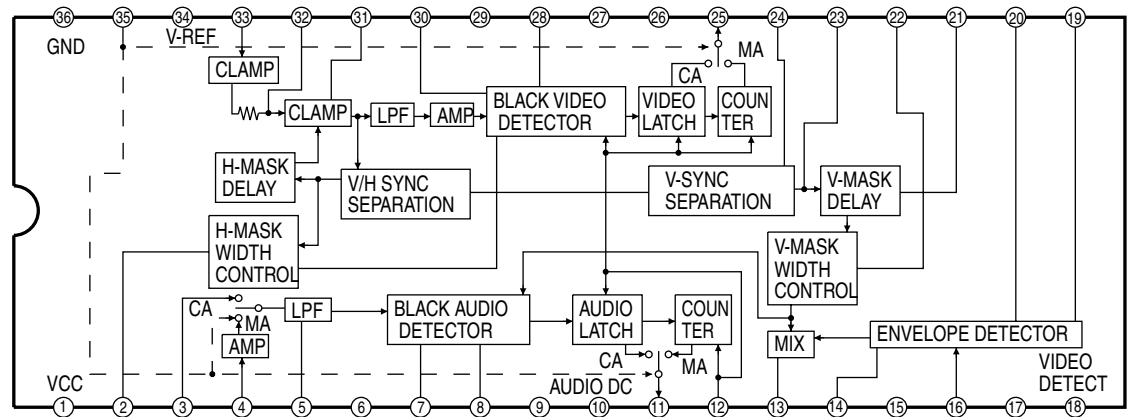 36 35 34 33 32 31 30 29 28 27 26 25 24 23 22 21 20 19
GND
V-REF
CLAMP
MA
CA
CLAMP
LPF
AMP
BLACK VIDEO
DETECTOR
VIDEO
LATCH
COUN
TER
H-MASK
DELAY
V/H SYNC
SEPARATION
V-SYNC
SEPARATION
V-MASK
DELAY
H-MASK
WIDTH
CONTROL
V-MASK
WIDTH
CONTROL
CA
MA
LPF
AMP
BLACK AUDIO
DETECTOR
AUDIO
LATCH
COUN
TER
CA
MA
MIX
ENVELOPE DETECTOR
VCC
AUDIO DC
VIDEO
DETECT
1 2 3 4 5 6 7 8 9 10 11 12 13 14 15 16 17 18